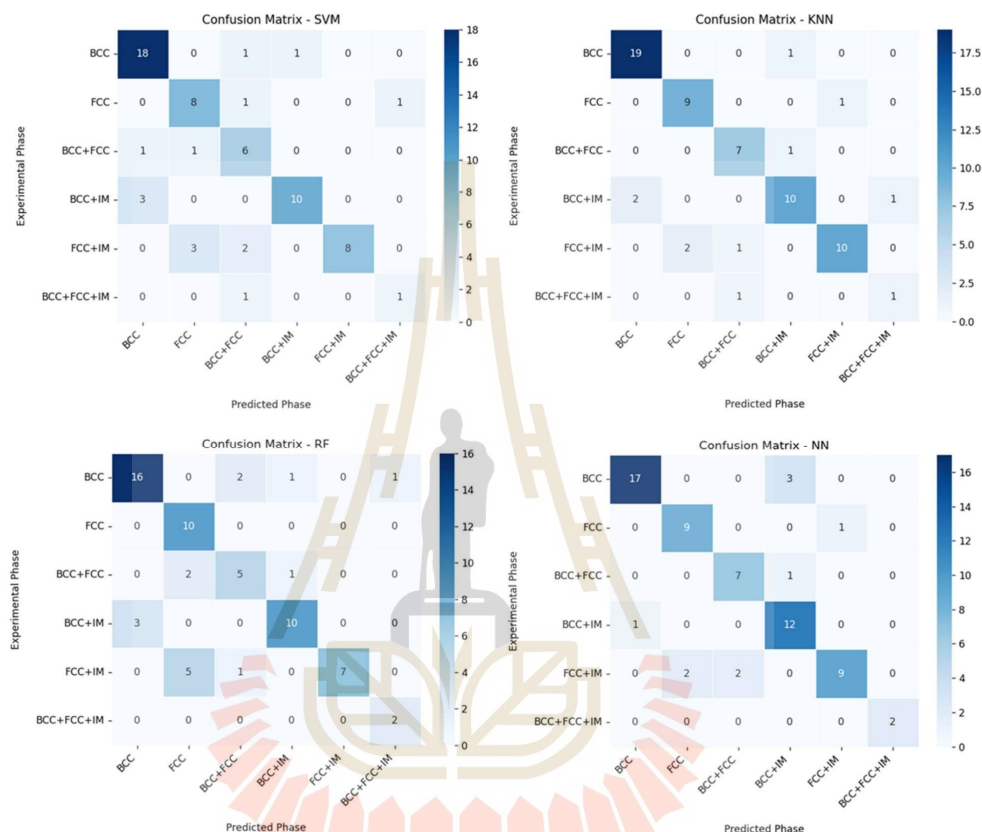 Confusion Matrix - SVM
Experimental Phase
BCC 18 0 1 1 0 0
FCC 0 8 1 0 0 1
BCC+FCC 1 1 6 0 0 0
BCC+IM 3 0 0 10 0 0
FCC+IM 0 3 2 0 8 0
BCC+FCC+IM 0 0 1 0 0 1
BCC FCC BCC+FCC BCC+IM FCC+IM BCC+FCC+IM
Predicted Phase
18
16
14
12
10
8
6
4
2
0
Confusion Matrix - KNN
Experimental Phase
BCC 19 0 0 1 0 0
FCC 0 9 0 0 1 0
BCC+FCC 0 0 7 1 0 0
BCC+IM 2 0 0 10 0 1
FCC+IM 0 2 1 0 10 0
BCC+FCC+IM 0 0 1 0 0 1
BCC FCC BCC+FCC BCC+IM FCC+IM BCC+FCC+IM
Predicted Phase
17.5
15.0
12.5
10.0
7.5
5.0
2.5
0.0
Confusion Matrix - RF
Experimental Phase
BCC 16 0 2 1 0 1
FCC 0 10 0 0 0 0
BCC+FCC 0 2 5 1 0 0
BCC+IM 3 0 0 10 0 0
FCC+IM 0 5 1 0 7 0
BCC+FCC+IM 0 0 0 0 0 2
BCC FCC BCC+FCC BCC+IM FCC+IM BCC+FCC+IM
Predicted Phase
16
14
12
10
8
6
4
2
0
Confusion Matrix - NN
Experimental Phase
BCC 17 0 0 3 0 0
FCC 0 9 0 0 1 0
BCC+FCC 0 0 7 1 0 0
BCC+IM 1 0 0 12 0 0
FCC+IM 0 2 2 0 9 0
BCC+FCC+IM 0 0 0 0 0 2
BCC FCC BCC+FCC BCC+IM FCC+IM BCC+FCC+IM
Predicted Phase
16
14
12
10
8
6
4
2
0